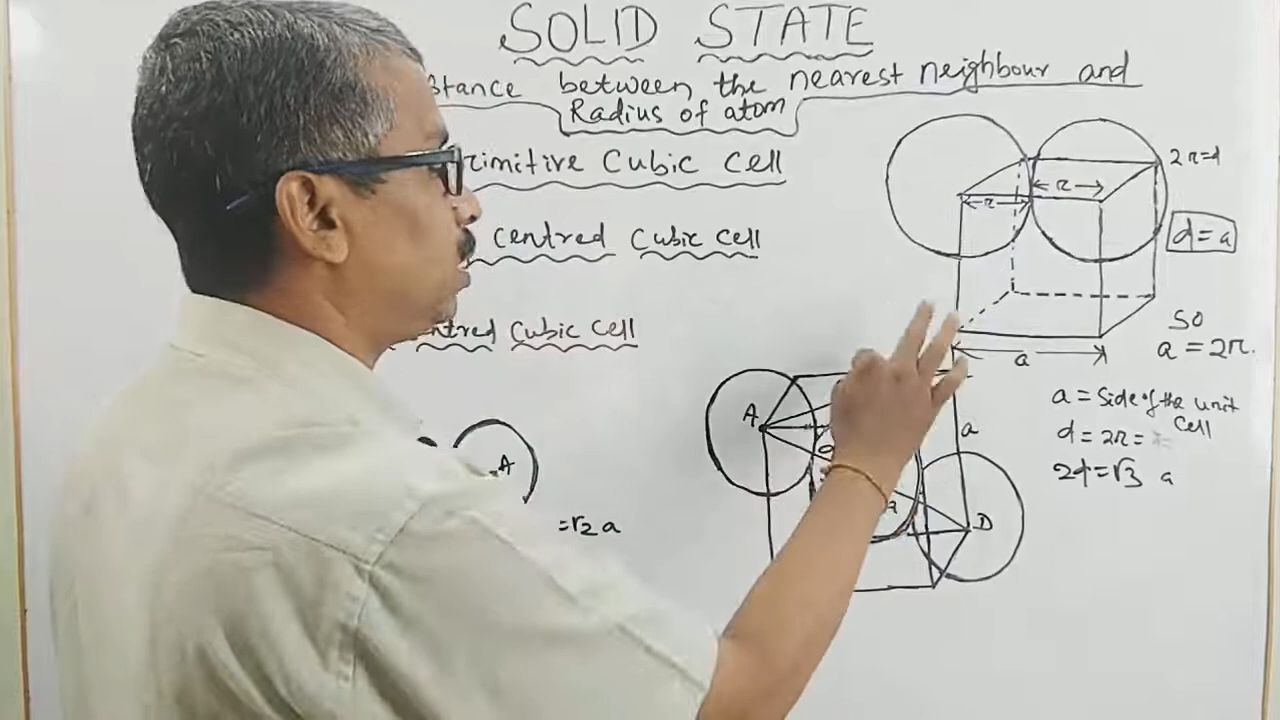 SOLID STATE
stance between the nearest neighbour and
Radius of atom
rimitive Cubic Cell
centred Cubic Cell
ntred Cubic Cell
2r=d
r
r
d=a
a
SO
a=2r.
a = Side of the unit
Cell
d = 2r =
2d=√3 a
A
a
D
A
=√2 a